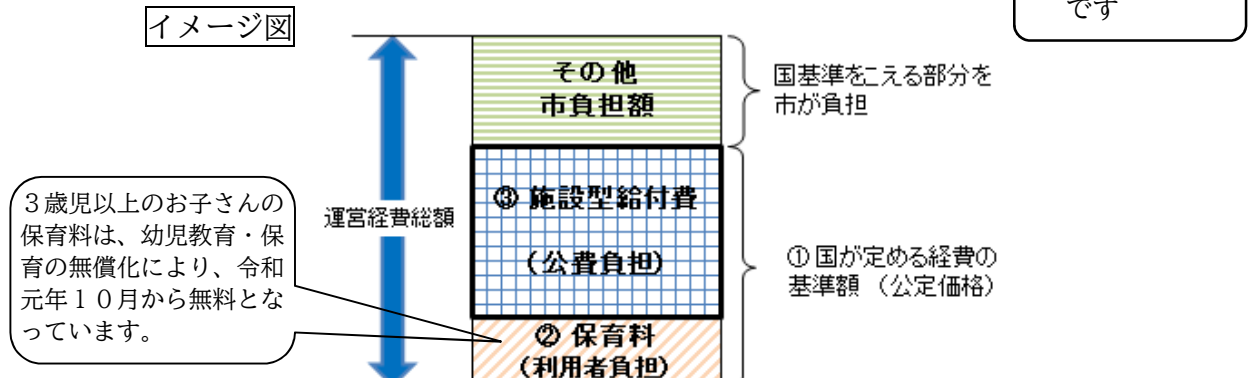 です
イメージ図
その他
市負担額
国基準をこえる部分を
市が負担
3歳児以上のお子さんの
保育料は、幼児教育・保
育の無償化により、令和
元年10月から無料とな
っています。
運営経費総額
③ 施設型給付費
（公費負担）
① 国が定める経費の
基準額 （公定価格）
② 保育料
（利用者負担）